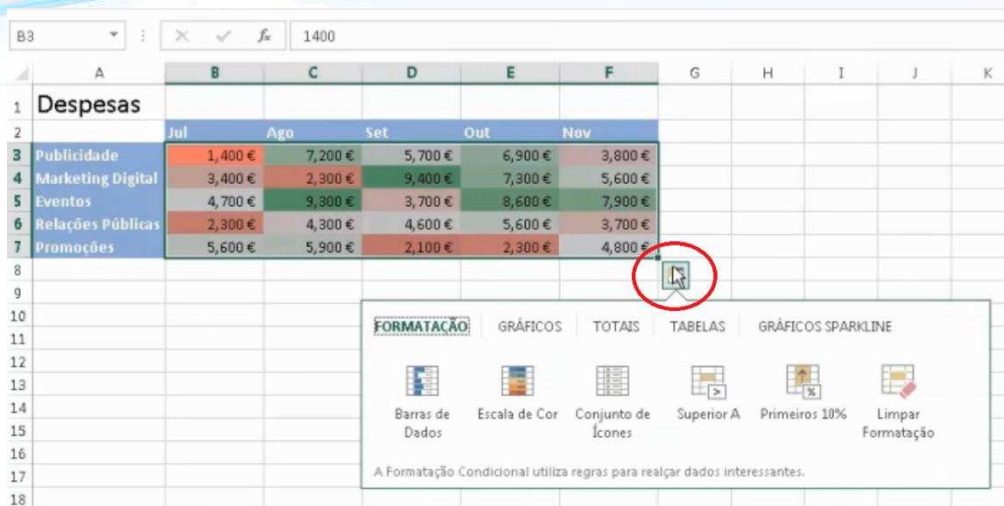 B3 fx 1400
A B C D E F G H I J K
1 Despesas
2 Jul Ago Set Out Nov
3 Publicidade 1,400 € 7,200 € 5,700 € 6,900 € 3,800 €
4 Marketing Digital 3,400 € 2,300 € 9,400 € 7,300 € 5,600 €
5 Eventos 4,700 € 9,300 € 3,700 € 8,600 € 7,900 €
6 Relações Públicas 2,300 € 4,300 € 4,600 € 5,600 € 3,700 €
7 Promoções 5,600 € 5,900 € 2,100 € 2,300 € 4,800 €
8
9
10
11
12
13
14
15
16
17
18
FORMATAÇÃO GRÁFICOS TOTAIS TABELAS GRÁFICOS SPARKLINE
Barras de Dados
Escala de Cor
Conjunto de Ícones
Superior A
Primeiros 10%
Limpar Formatação
A Formatação Condicional utiliza regras para realçar dados interessantes.